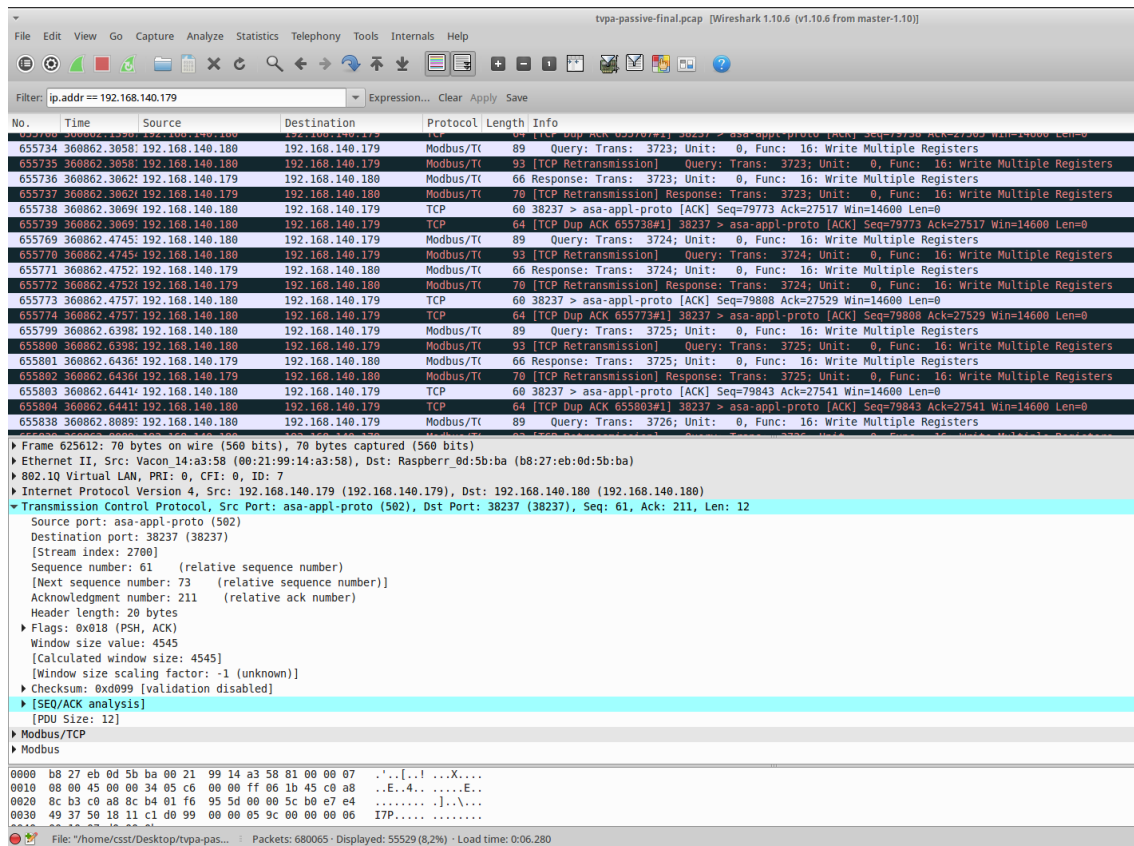 tvpa-passive-final.pcap [Wireshark 1.10.6 (v1.10.6 from master-1.10)]
File Edit View Go Capture Analyze Statistics Telephony Tools Internals Help
Filter: ip.addr == 192.168.140.179 Expression... Clear Apply Save
No. Time Source Destination Protocol Length Info
655734 360862.3058: 192.168.140.180 192.168.140.179 Modbus/TC 89 Query: Trans: 3723; Unit: 0, Func: 16: Write Multiple Registers
655735 360862.3058: 192.168.140.180 192.168.140.179 Modbus/TC 93 [TCP Retransmission] Query: Trans: 3723; Unit: 0, Func: 16: Write Multiple Registers
655736 360862.3062 192.168.140.179 192.168.140.180 Modbus/TC 66 Response: Trans: 3723; Unit: 0, Func: 16: Write Multiple Registers
655737 360862.3062 192.168.140.179 192.168.140.180 Modbus/TC 70 [TCP Retransmission] Response: Trans: 3723; Unit: 0, Func: 16: Write Multiple Registers
655738 360862.3069 192.168.140.180 192.168.140.179 TCP 60 38237 > asa-appl-proto [ACK] Seq=79773 Ack=27517 Win=14600 Len=0
655739 360862.3069 192.168.140.180 192.168.140.179 TCP 64 [TCP Dup ACK 655738#1] 38237 > asa-appl-proto [ACK] Seq=79773 Ack=27517 Win=14600 Len=0
655769 360862.4745 192.168.140.180 192.168.140.179 Modbus/TC 89 Query: Trans: 3724; Unit: 0, Func: 16: Write Multiple Registers
655770 360862.4745 192.168.140.180 192.168.140.179 Modbus/TC 93 [TCP Retransmission] Query: Trans: 3724; Unit: 0, Func: 16: Write Multiple Registers
655771 360862.4752 192.168.140.179 192.168.140.180 Modbus/TC 66 Response: Trans: 3724; Unit: 0, Func: 16: Write Multiple Registers
655772 360862.4752 192.168.140.179 192.168.140.180 Modbus/TC 70 [TCP Retransmission] Response: Trans: 3724; Unit: 0, Func: 16: Write Multiple Registers
655773 360862.4757 192.168.140.180 192.168.140.179 TCP 60 38237 > asa-appl-proto [ACK] Seq=79808 Ack=27529 Win=14600 Len=0
655774 360862.4757 192.168.140.180 192.168.140.179 TCP 64 [TCP Dup ACK 655773#1] 38237 > asa-appl-proto [ACK] Seq=79808 Ack=27529 Win=14600 Len=0
655799 360862.6398 192.168.140.180 192.168.140.179 Modbus/TC 89 Query: Trans: 3725; Unit: 0, Func: 16: Write Multiple Registers
655800 360862.6398 192.168.140.180 192.168.140.179 Modbus/TC 93 [TCP Retransmission] Query: Trans: 3725; Unit: 0, Func: 16: Write Multiple Registers
655801 360862.6436 192.168.140.179 192.168.140.180 Modbus/TC 66 Response: Trans: 3725; Unit: 0, Func: 16: Write Multiple Registers
655802 360862.6436 192.168.140.179 192.168.140.180 Modbus/TC 70 [TCP Retransmission] Response: Trans: 3725; Unit: 0, Func: 16: Write Multiple Registers
655803 360862.6441 192.168.140.180 192.168.140.179 TCP 60 38237 > asa-appl-proto [ACK] Seq=79843 Ack=27541 Win=14600 Len=0
655804 360862.6441 192.168.140.180 192.168.140.179 TCP 64 [TCP Dup ACK 655803#1] 38237 > asa-appl-proto [ACK] Seq=79843 Ack=27541 Win=14600 Len=0
655838 360862.8089 192.168.140.180 192.168.140.179 Modbus/TC 89 Query: Trans: 3726; Unit: 0, Func: 16: Write Multiple Registers
Frame 625612: 70 bytes on wire (560 bits), 70 bytes captured (560 bits)
Ethernet II, Src: Vacon_14:a3:58 (00:21:99:14:a3:58), Dst: Raspberr_0d:5b:ba (b8:27:eb:0d:5b:ba)
802.1Q Virtual LAN, PRI: 0, CFI: 0, ID: 7
Internet Protocol Version 4, Src: 192.168.140.179 (192.168.140.179), Dst: 192.168.140.180 (192.168.140.180)
Transmission Control Protocol, Src Port: asa-appl-proto (502), Dst Port: 38237 (38237), Seq: 61, Ack: 211, Len: 12
Source port: asa-appl-proto (502)
Destination port: 38237 (38237)
[Stream index: 2700]
Sequence number: 61 (relative sequence number)
[Next sequence number: 73 (relative sequence number)]
Acknowledgment number: 211 (relative ack number)
Header length: 20 bytes
Flags: 0x018 (PSH, ACK)
Window size value: 4545
[Calculated window size: 4545]
[Window size scaling factor: -1 (unknown)]
Checksum: 0xd099 [validation disabled]
[SEQ/ACK analysis]
[PDU Size: 12]
Modbus/TCP
Modbus
0000 b8 27 eb 0d 5b ba 00 21 99 14 a3 58 81 00 00 07 .'..[..! ...X....
0010 08 00 45 00 00 34 05 c6 00 00 ff 06 1b 45 c0 a8 ..E..4.. .....E..
0020 8c b3 c0 a8 8c b4 01 f6 95 5d 00 00 5c b0 e7 e4 ........ .]..\...
0030 49 37 50 18 11 c1 d0 99 00 00 05 9c 00 00 00 06 I7P..... ........
File: "/home/csst/Desktop/tvpa-pas... Packets: 680065 · Displayed: 55529 (8,2%) · Load time: 0:06.280